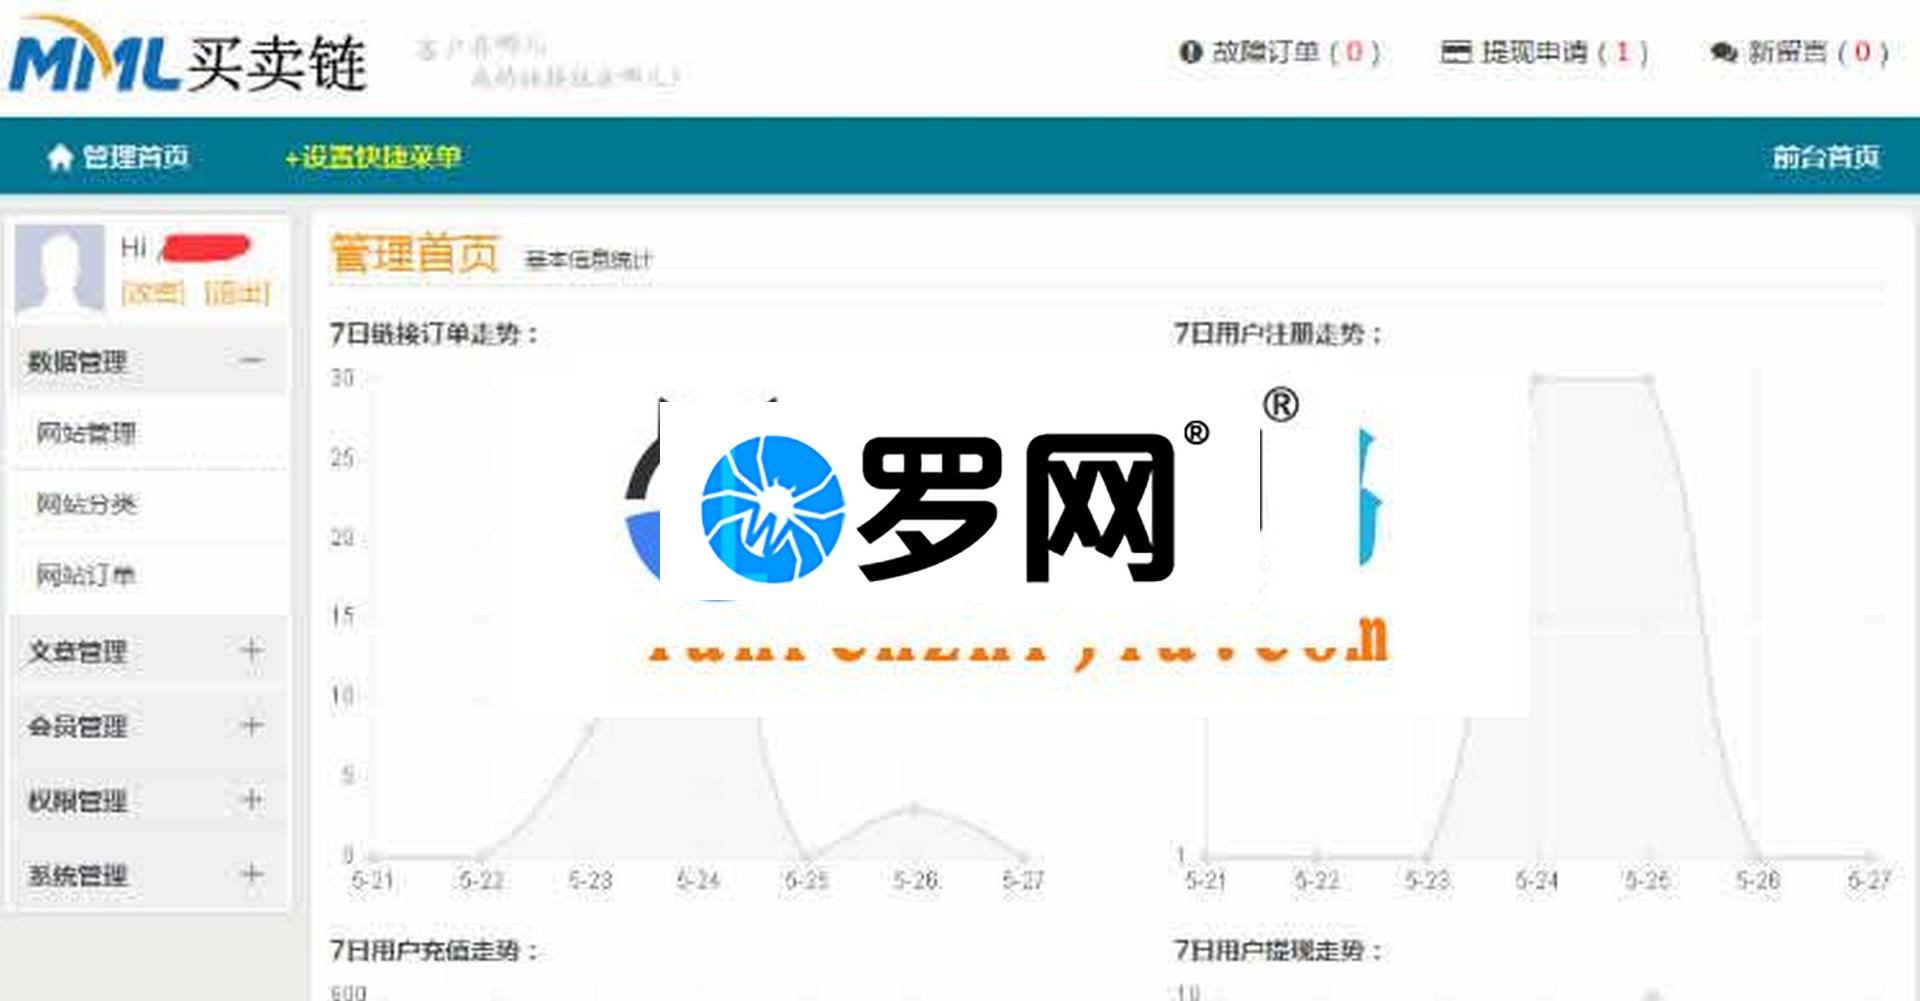 MML买卖链
故障订单 ( 0 )
提现申请 ( 1 )
新留言 ( 0 )
管理首页
+设置快捷菜单
前台首页
Hi ,
[改密] [退出]
数据管理
网站管理
网站分类
网站订单
文章管理
会员管理
权限管理
系统管理
管理首页 基本信息统计
7日链接订单走势：
30
25
20
15
10
5
0
5-21 5-22 5-23 5-24 5-25 5-26 5-27
7日用户注册走势：
1
5-21 5-22 5-23 5-24 5-25 5-26 5-27
罗网®
®
7日用户充值走势：
600
7日用户提现走势：
10